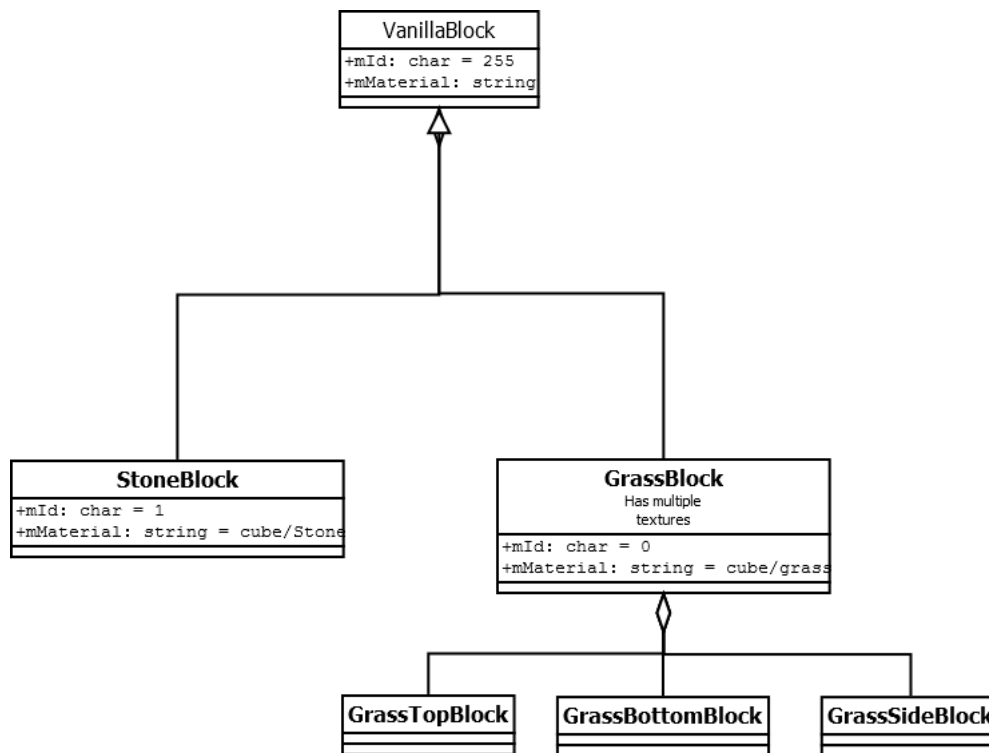 VanillaBlock
+mId: char = 255
+mMaterial: string
StoneBlock
+mId: char = 1
+mMaterial: string = cube/Stone
GrassBlock
Has multiple
textures
+mId: char = 0
+mMaterial: string = cube/grass
GrassTopBlock
GrassBottomBlock
GrassSideBlock